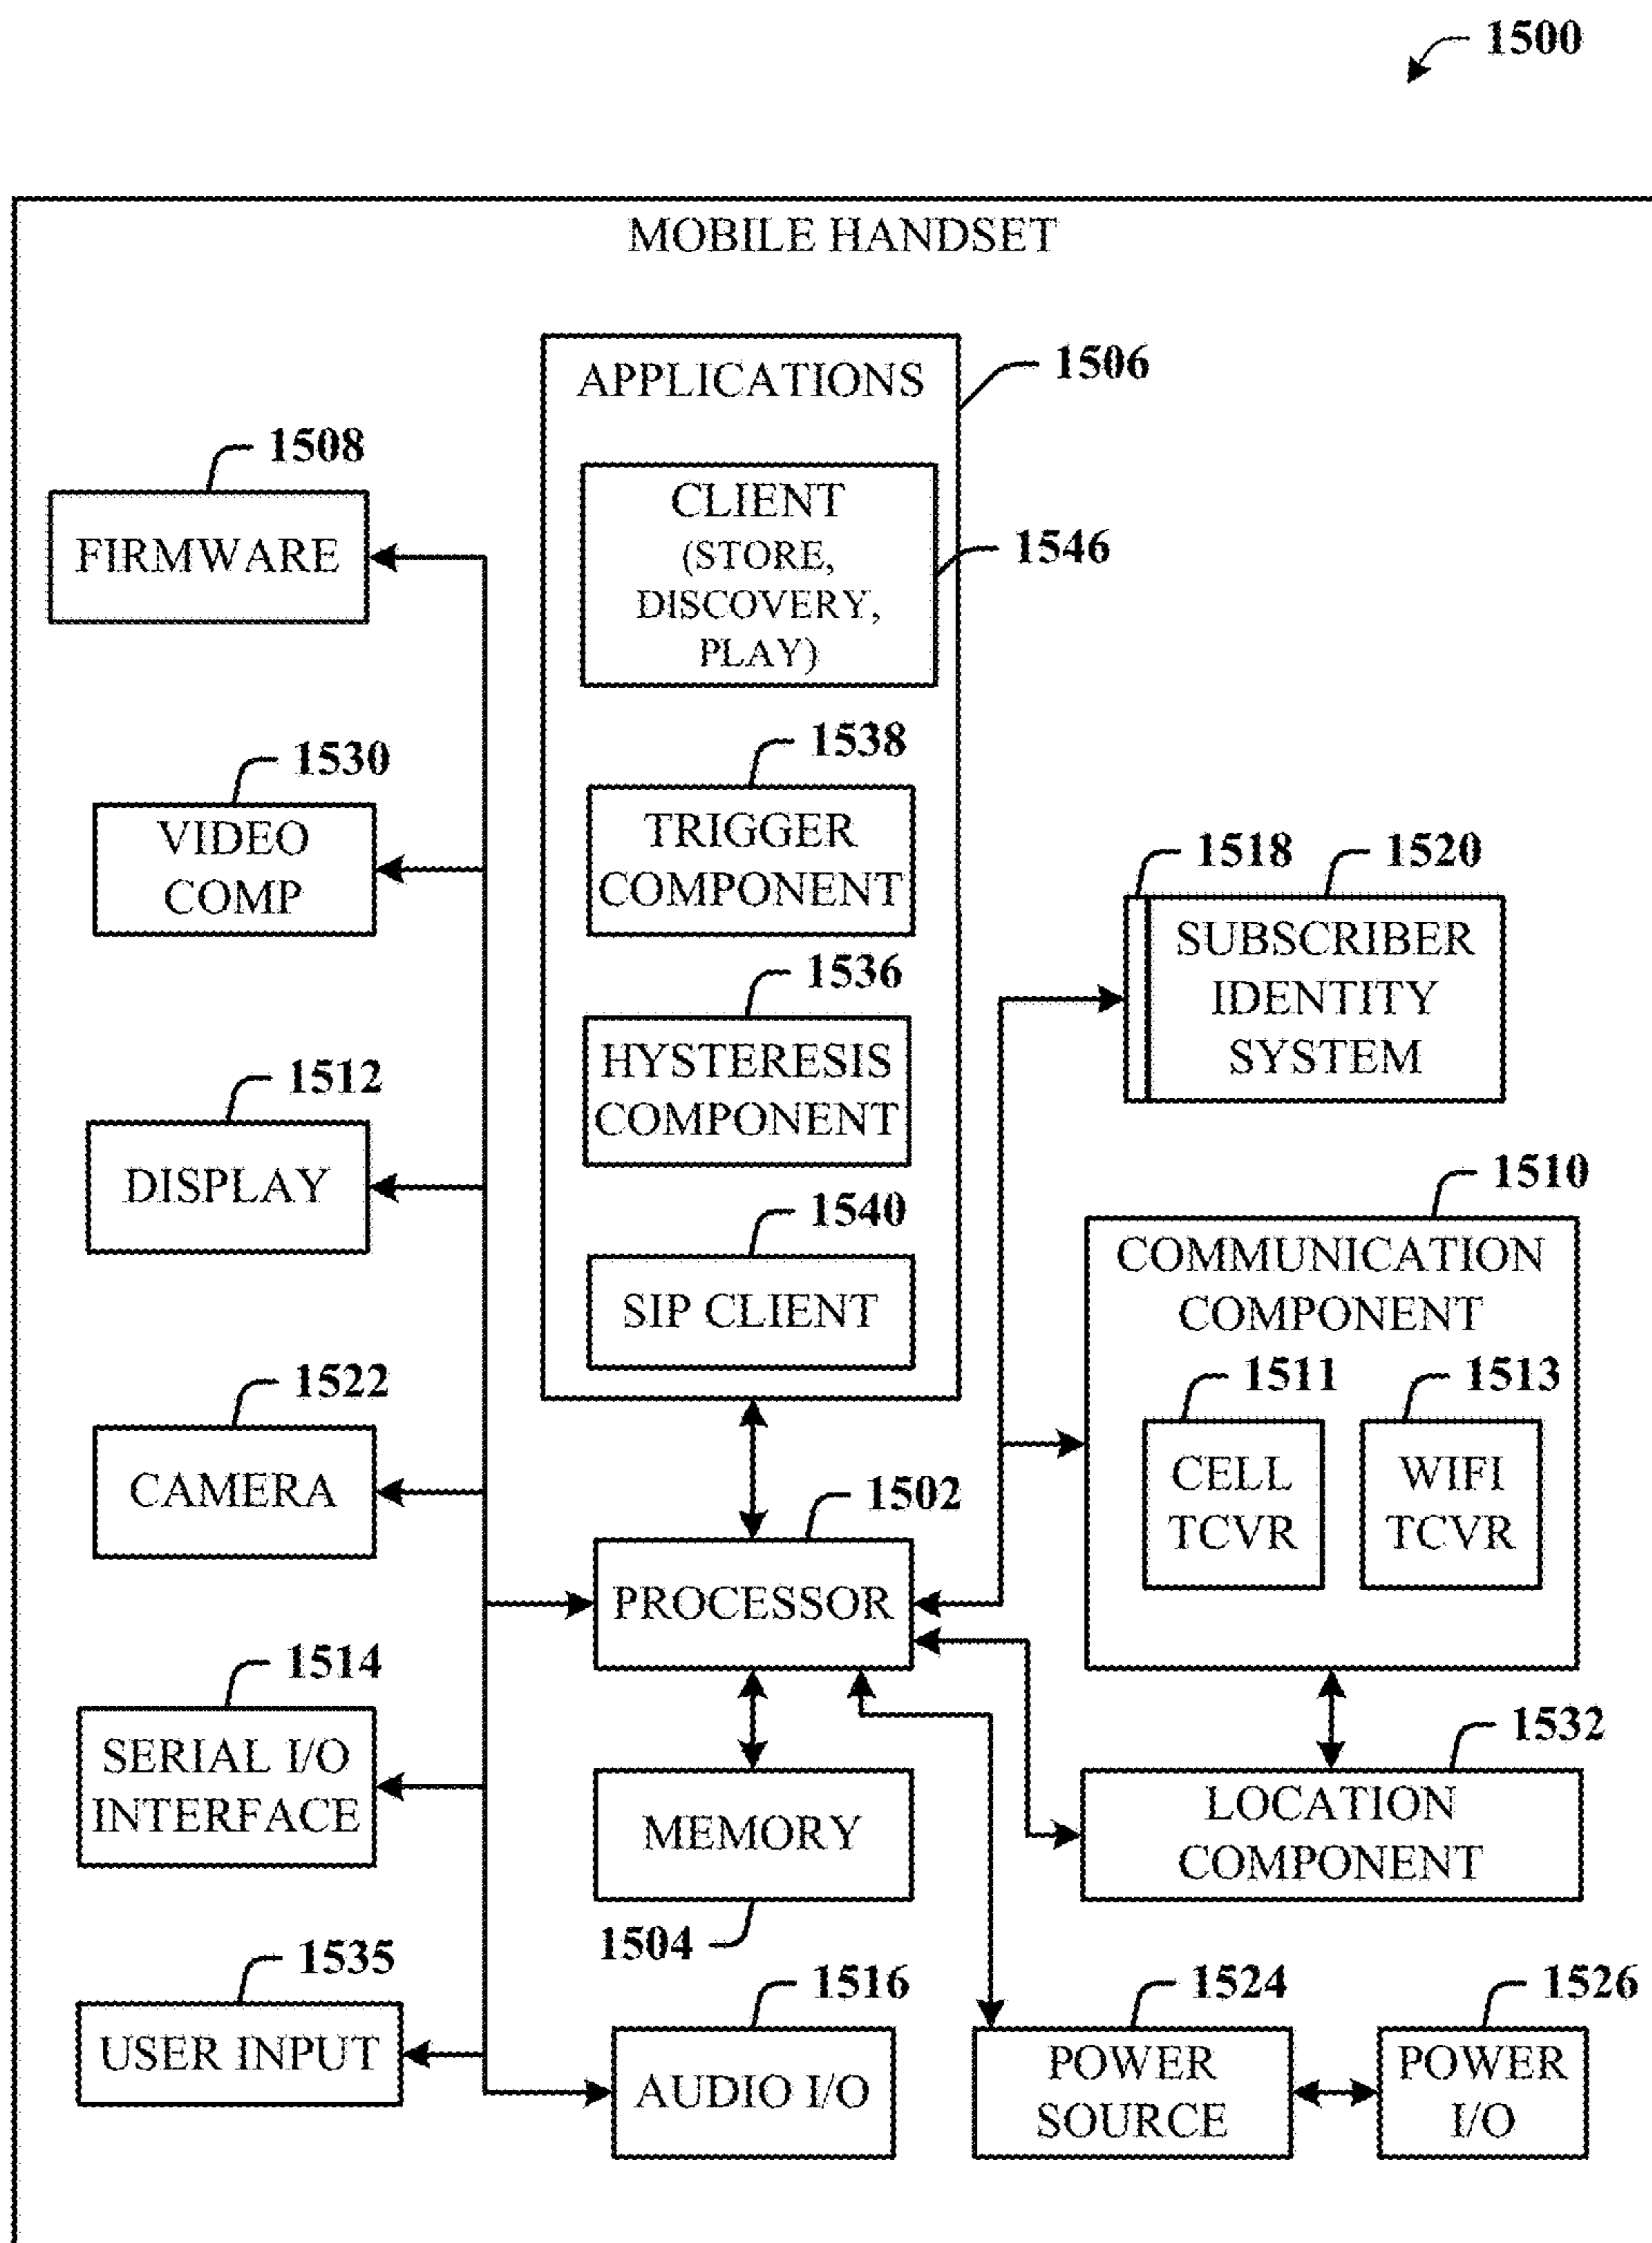 1500
MOBILE HANDSET
APPLICATIONS
1506
CLIENT
(STORE,
DISCOVERY,
PLAY)
1546
1538
TRIGGER
COMPONENT
1536
HYSTERESIS
COMPONENT
1540
SIP CLIENT
1508
FIRMWARE
1530
VIDEO
COMP
1512
DISPLAY
1522
CAMERA
1514
SERIAL I/O
INTERFACE
1535
USER INPUT
1502
PROCESSOR
MEMORY
1504
1516
AUDIO I/O
1518
1520
SUBSCRIBER
IDENTITY
SYSTEM
1510
COMMUNICATION
COMPONENT
1511
CELL
TCVR
1513
WIFI
TCVR
1532
LOCATION
COMPONENT
1524
POWER
SOURCE
1526
POWER
I/O